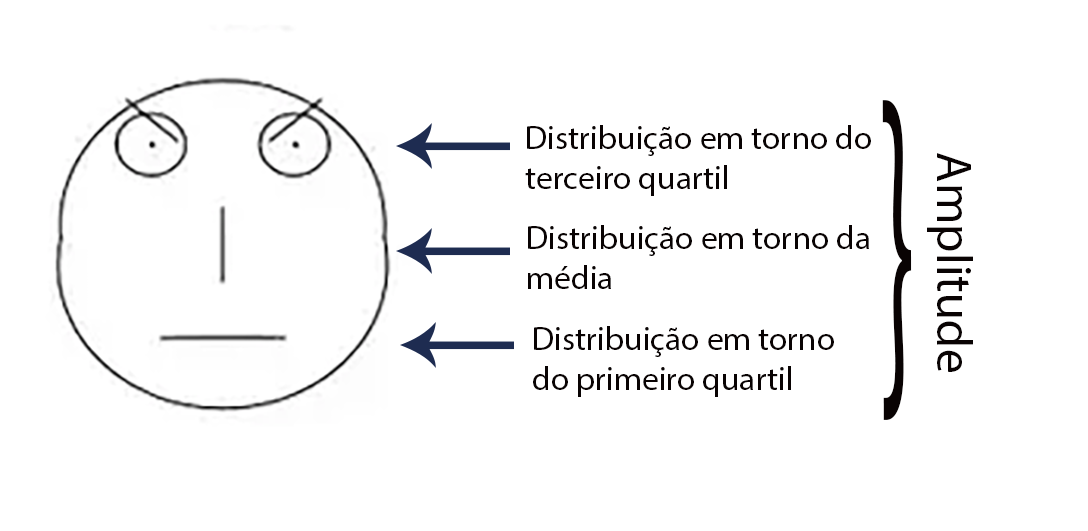 Distribuição em torno do
terceiro quartil
Distribuição em torno da
média
Distribuição em torno
do primeiro quartil
Amplitude